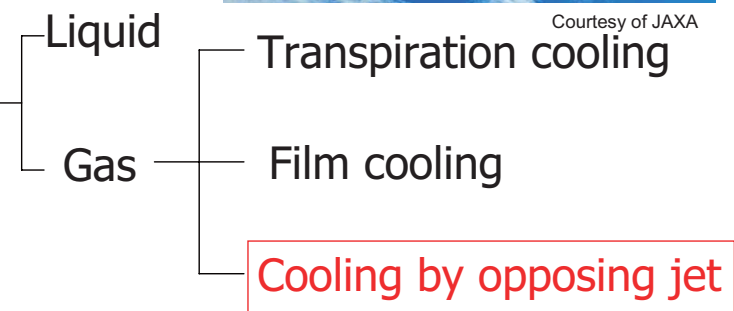 Courtesy of JAXA
Liquid
Transpiration cooling
Gas
Film cooling
Cooling by opposing jet